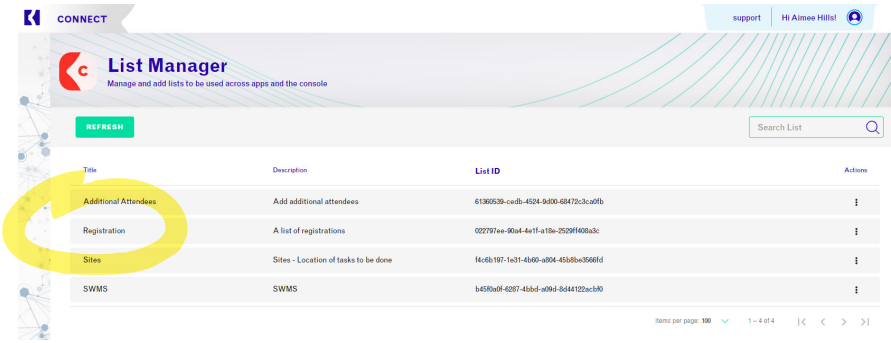 CONNECT support Hi Aimee Hills!
C List Manager
Manage and add lists to be used across apps and the console
REFRESH Search List
Title Description List ID Actions
Additional Attendees Add additional attendees 61360539-cedb-4524-9d00-68472c3ca0fb
Registration A list of registrations 022797ee-90a4-4e1f-a18e-2529ff408a3c
Sites Sites - Location of tasks to be done f4c6b197-1e31-4b60-a804-45b8be3566fd
SWMS SWMS b45f0a0f-6287-4bbd-a09d-8d44122acbf0
Items per page: 100 1 – 4 of 4